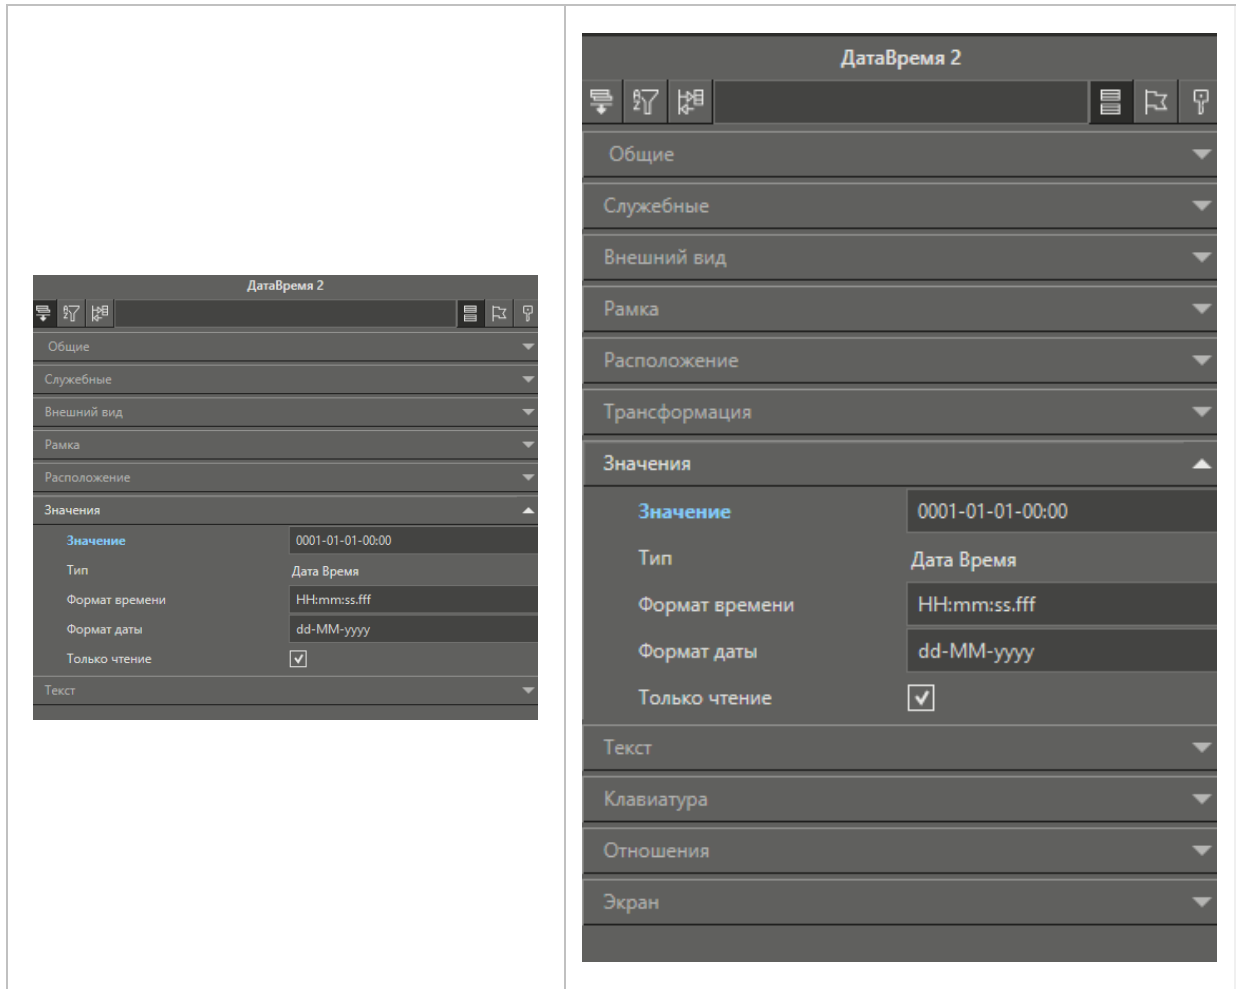 ДатаВремя 2
Общие
Служебные
Внешний вид
Рамка
Расположение
Значения
Значение 0001-01-01-00:00
Тип Дата Время
Формат времени HH:mm:ss.fff
Формат даты dd-MM-yyyy
Только чтение
Текст
ДатаВремя 2
Общие
Служебные
Внешний вид
Рамка
Расположение
Трансформация
Значения
Значение 0001-01-01-00:00
Тип Дата Время
Формат времени HH:mm:ss.fff
Формат даты dd-MM-yyyy
Только чтение
Текст
Клавиатура
Отношения
Экран